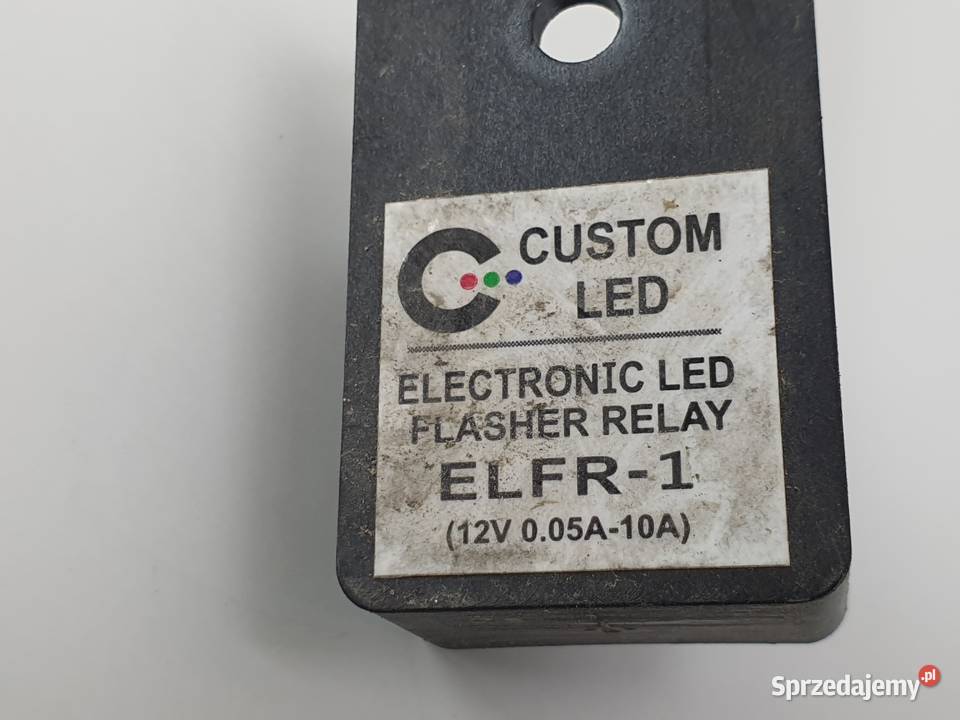 CUSTOM
LED
ELECTRONIC LED
FLASHER RELAY
ELFR-1
(12V 0.05A-10A)
Sprzedajemy.pl